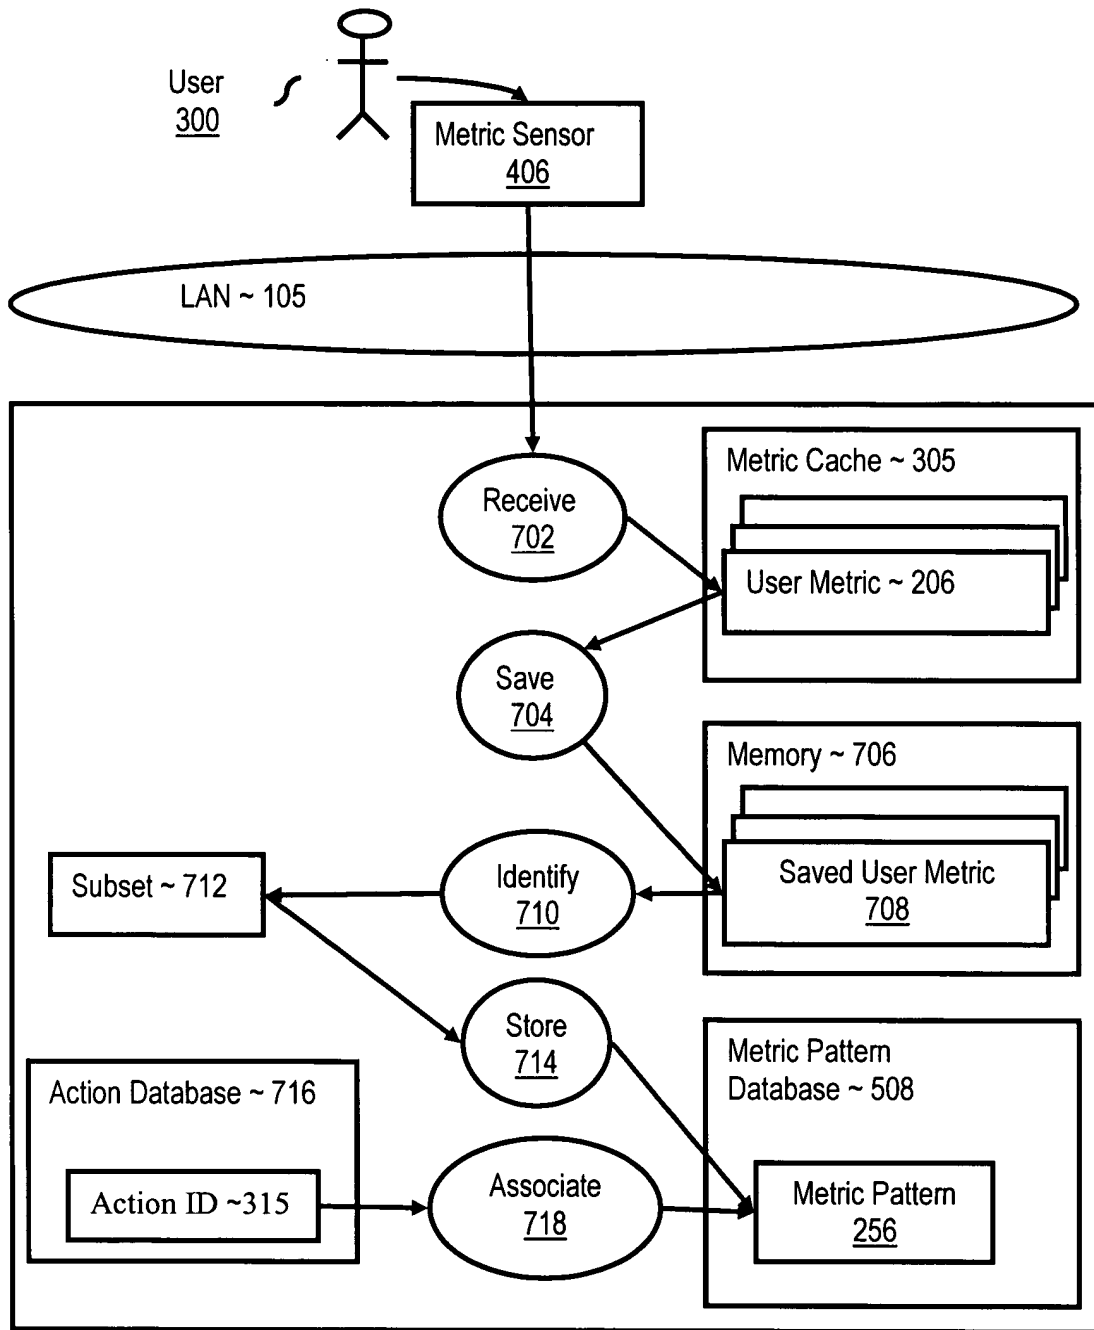 User
300
Metric Sensor
406
LAN ~ 105
Receive
702
Metric Cache ~ 305
User Metric ~ 206
Save
704
Memory ~ 706
Saved User Metric
708
Identify
710
Subset ~ 712
Store
714
Metric Pattern
Database ~ 508
Action Database ~ 716
Action ID ~315
Associate
718
Metric Pattern
256